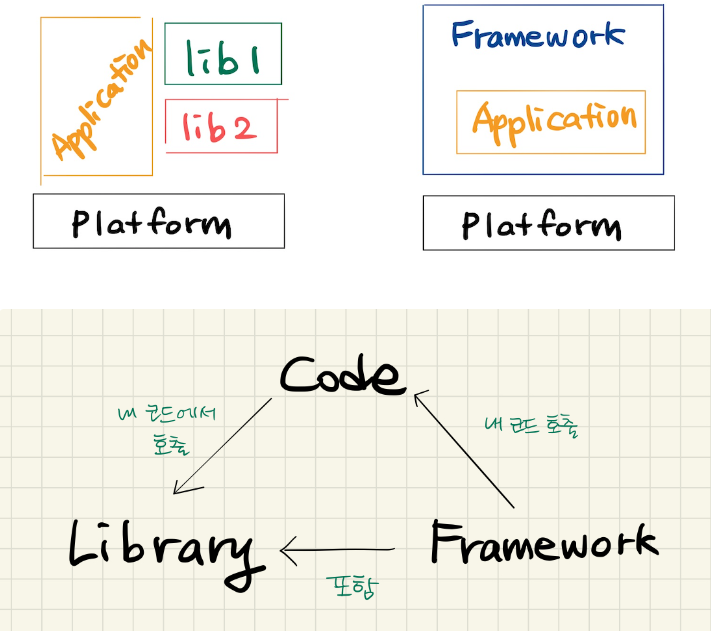 Application
lib1
lib2
Platform
Framework
Application
Platform
Code
내 코드에서
호출
내 코드 호출
Library
Framework
포함